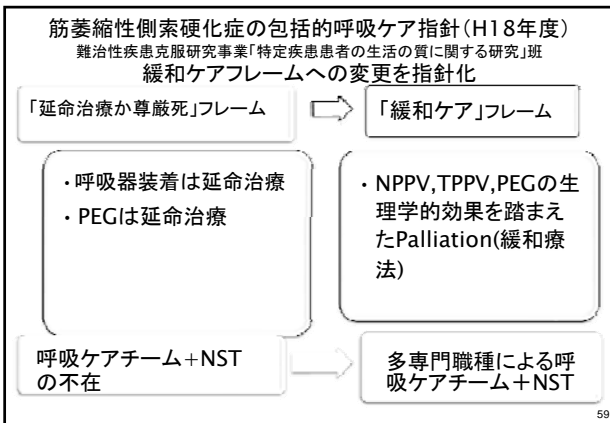 筋萎縮性側索硬化症の包括的呼吸ケア指針(H18年度)
難治性疾患克服研究事業「特定疾患患者の生活の質に関する研究」班
緩和ケアフレームへの変更を指針化
「延命治療か尊厳死」フレーム
「緩和ケア」フレーム
・呼吸器装着は延命治療
・PEGは延命治療
・ NPPV,TPPV,PEGの生
理学的効果を踏まえ
たPalliation(緩和療
法)
呼吸ケアチーム+NST
の不在
多専門職種による呼
吸ケアチーム+NST
59